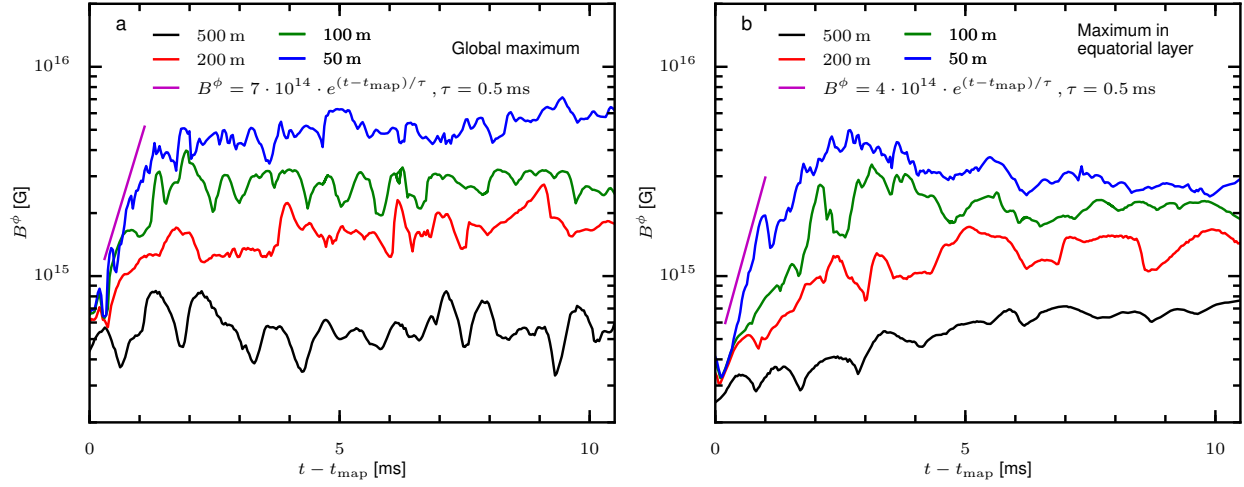 a
500 m 100 m
200 m 50 m
B^ϕ = 7 · 10^14 · e^(t−t_map)/τ , τ = 0.5 ms
Global maximum
10^16
10^15
B^ϕ [G]
0 5 10
t − t_map [ms]
b
500 m 100 m
200 m 50 m
B^ϕ = 4 · 10^14 · e^(t−t_map)/τ , τ = 0.5 ms
Maximum in
equatorial layer
10^16
10^15
B^ϕ [G]
0 5 10
t − t_map [ms]